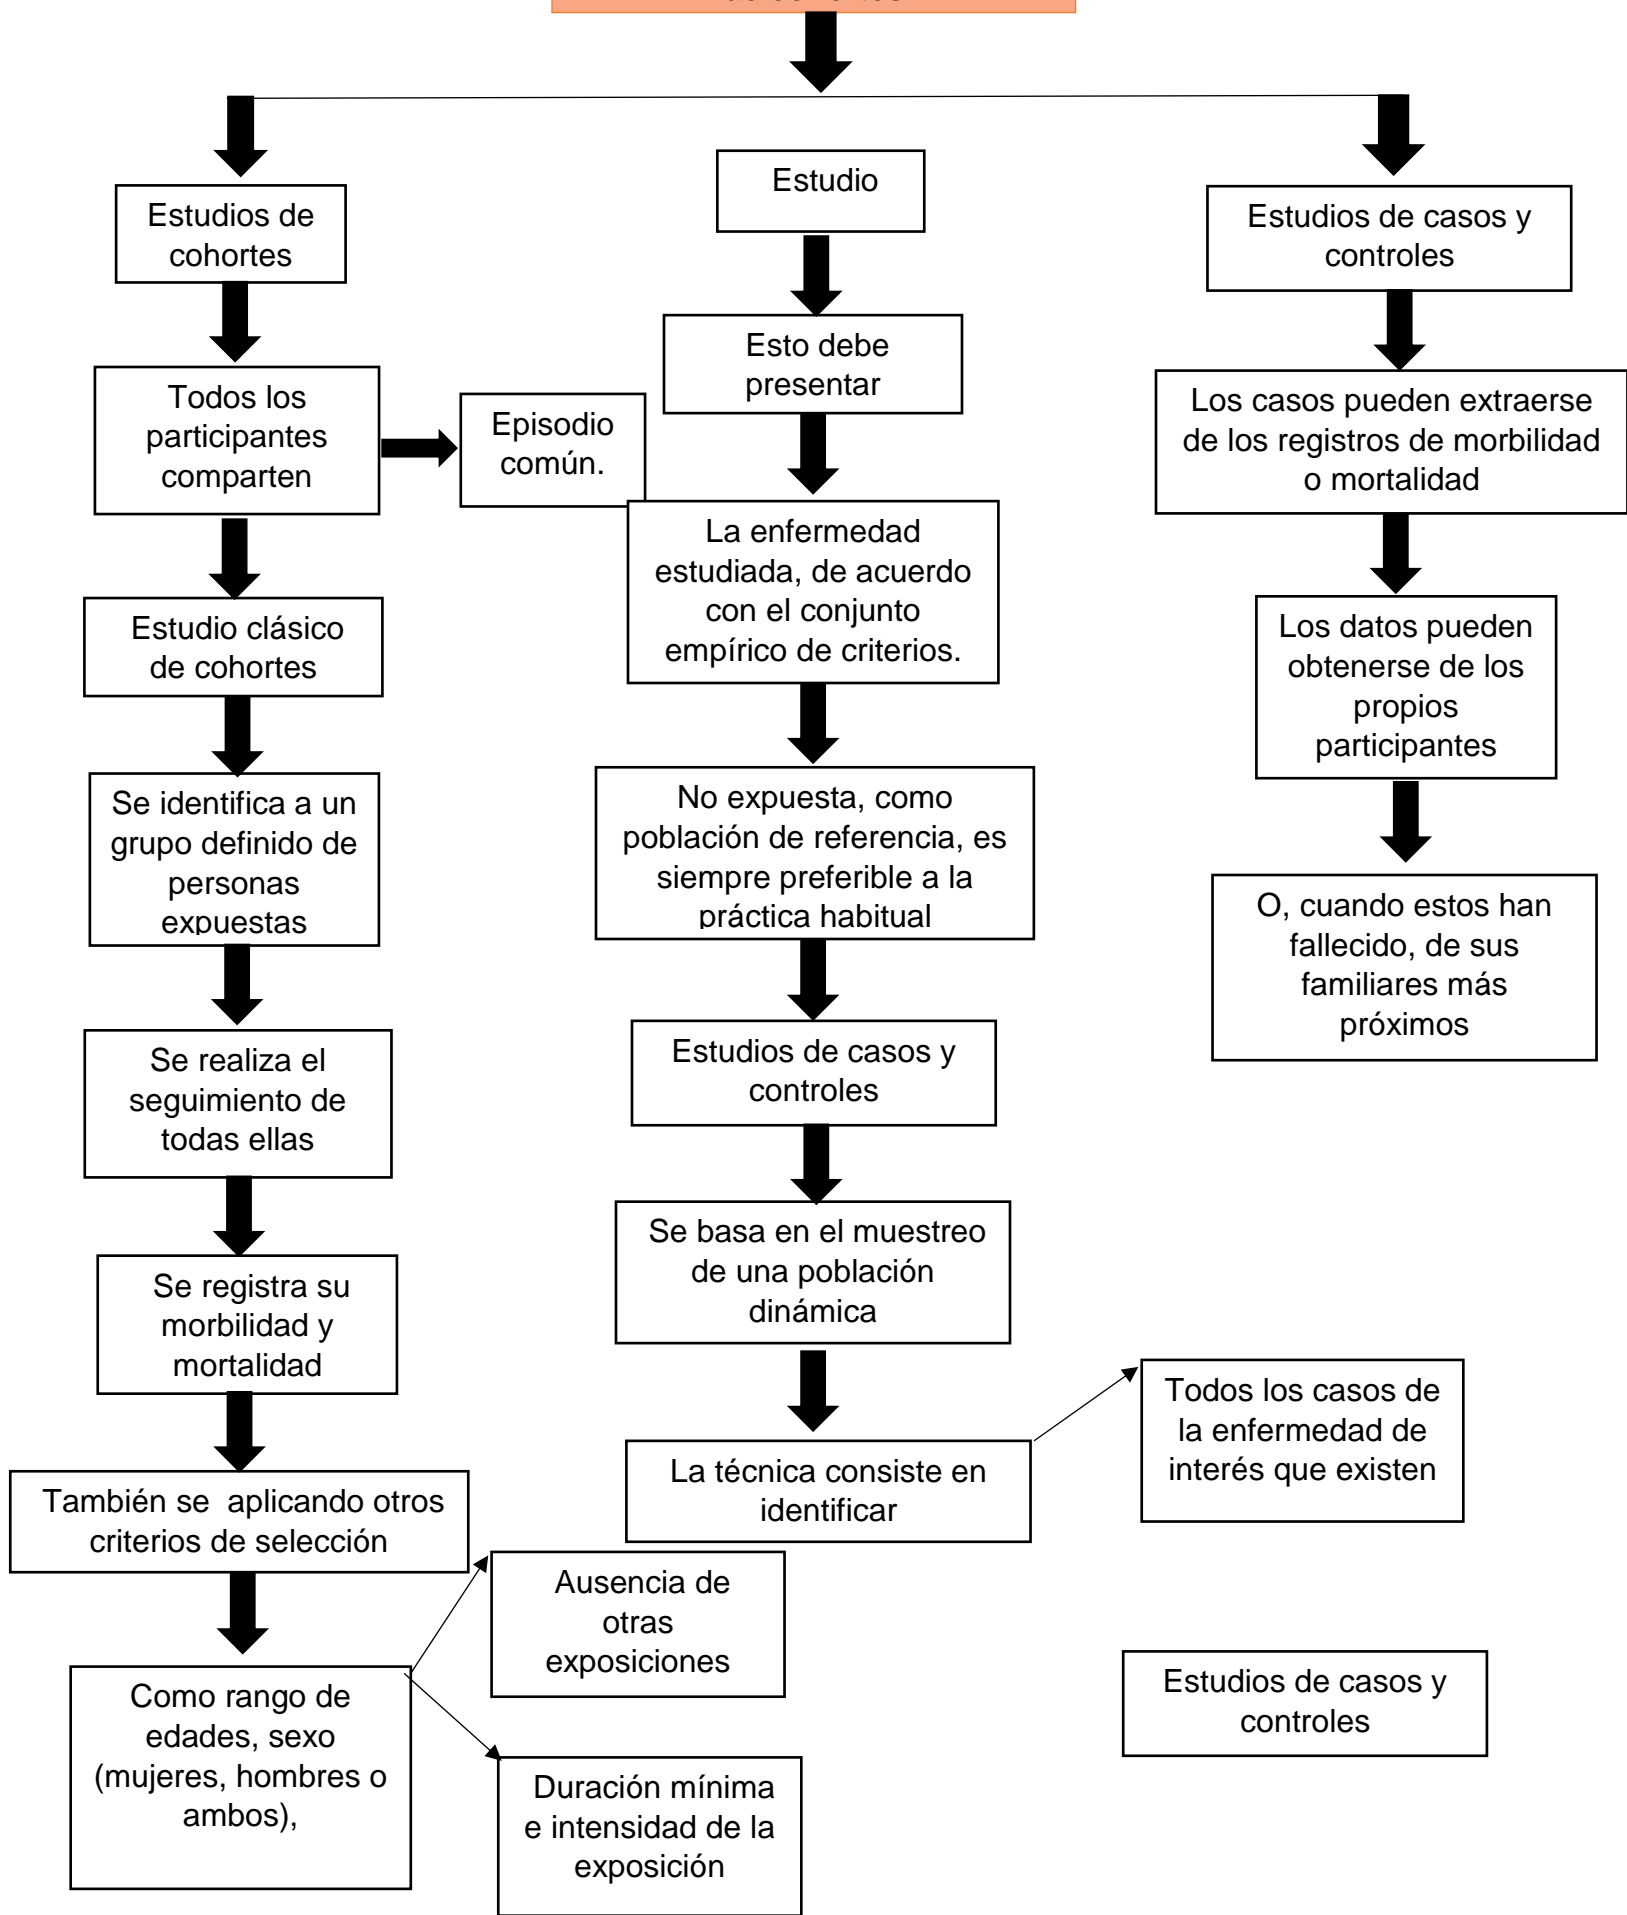 Estudios de
cohortes
Todos los
participantes
comparten
Episodio
común.
Estudio clásico
de cohortes
Se identifica a un
grupo definido de
personas
expuestas
Se realiza el
seguimiento de
todas ellas
Se registra su
morbilidad y
mortalidad
También se  aplicando otros
criterios de selección
Como rango de
edades, sexo
(mujeres, hombres o
ambos),
Ausencia de
otras
exposiciones
Duración mínima
e intensidad de la
exposición
Estudio
Esto debe
presentar
La enfermedad
estudiada, de acuerdo
con el conjunto
empírico de criterios.
No expuesta, como
población de referencia, es
siempre preferible a la
práctica habitual
Estudios de casos y
controles
Se basa en el muestreo
de una población
dinámica
La técnica consiste en
identificar
Todos los casos de
la enfermedad de
interés que existen
Estudios de casos y
controles
Los casos pueden extraerse
de los registros de morbilidad
o mortalidad
Los datos pueden
obtenerse de los
propios
participantes
O, cuando estos han
fallecido, de sus
familiares más
próximos
Estudios de casos y
controles